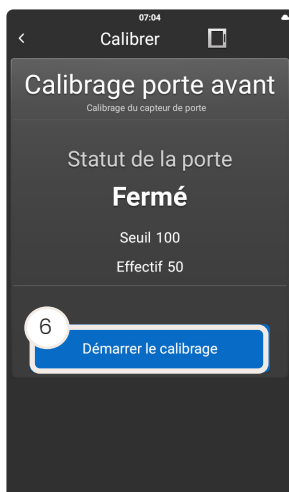 07:04
Calibrer
Calibrage porte avant
Calibrage du capteur de porte
Statut de la porte
Fermé
Seuil 100
Effectif 50
6
Démarrer le calibrage